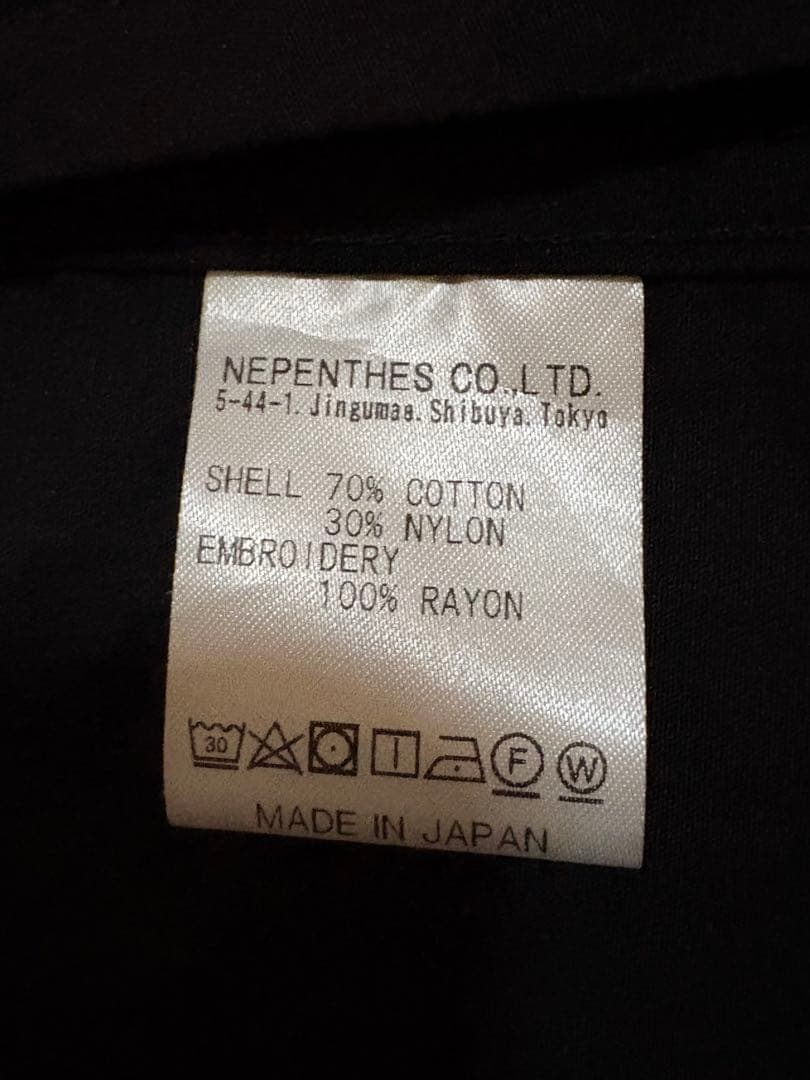 NEPENTHES CO.,LTD.
5-44-1. Jingumae. Shibuya. Tokyo
SHELL 70% COTTON
30% NYLON
EMBROIDERY
100% RAYON
30 F W
MADE IN JAPAN